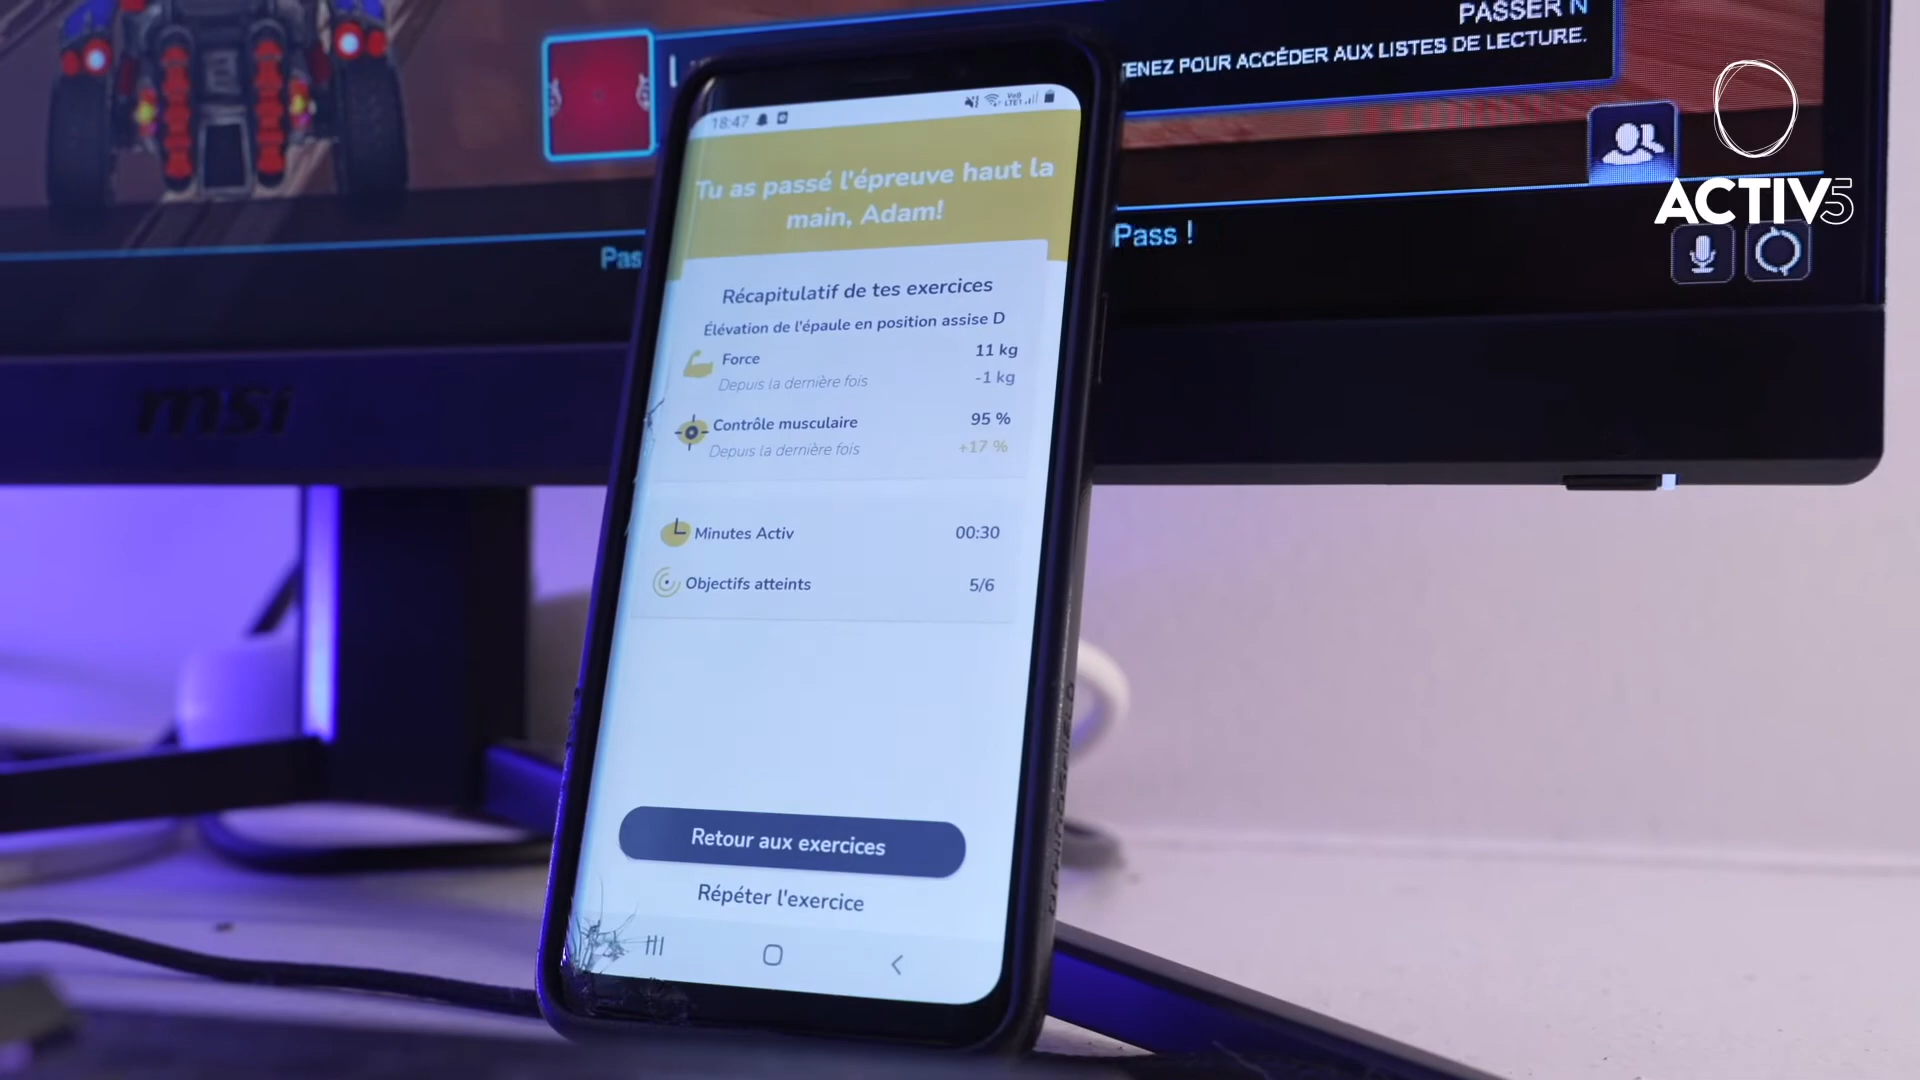 PASSER N
TENEZ POUR ACCÉDER AUX LISTES DE LECTURE.
ACTIV5
Pas
Pass !
msi
18:47
Tu as passé l'épreuve haut la
main, Adam!
Récapitulatif de tes exercices
Élévation de l'épaule en position assise D
Force 11 kg
Depuis la dernière fois -1 kg
Contrôle musculaire 95 %
Depuis la dernière fois +17 %
Minutes Activ 00:30
Objectifs atteints 5/6
Retour aux exercices
Répéter l'exercice